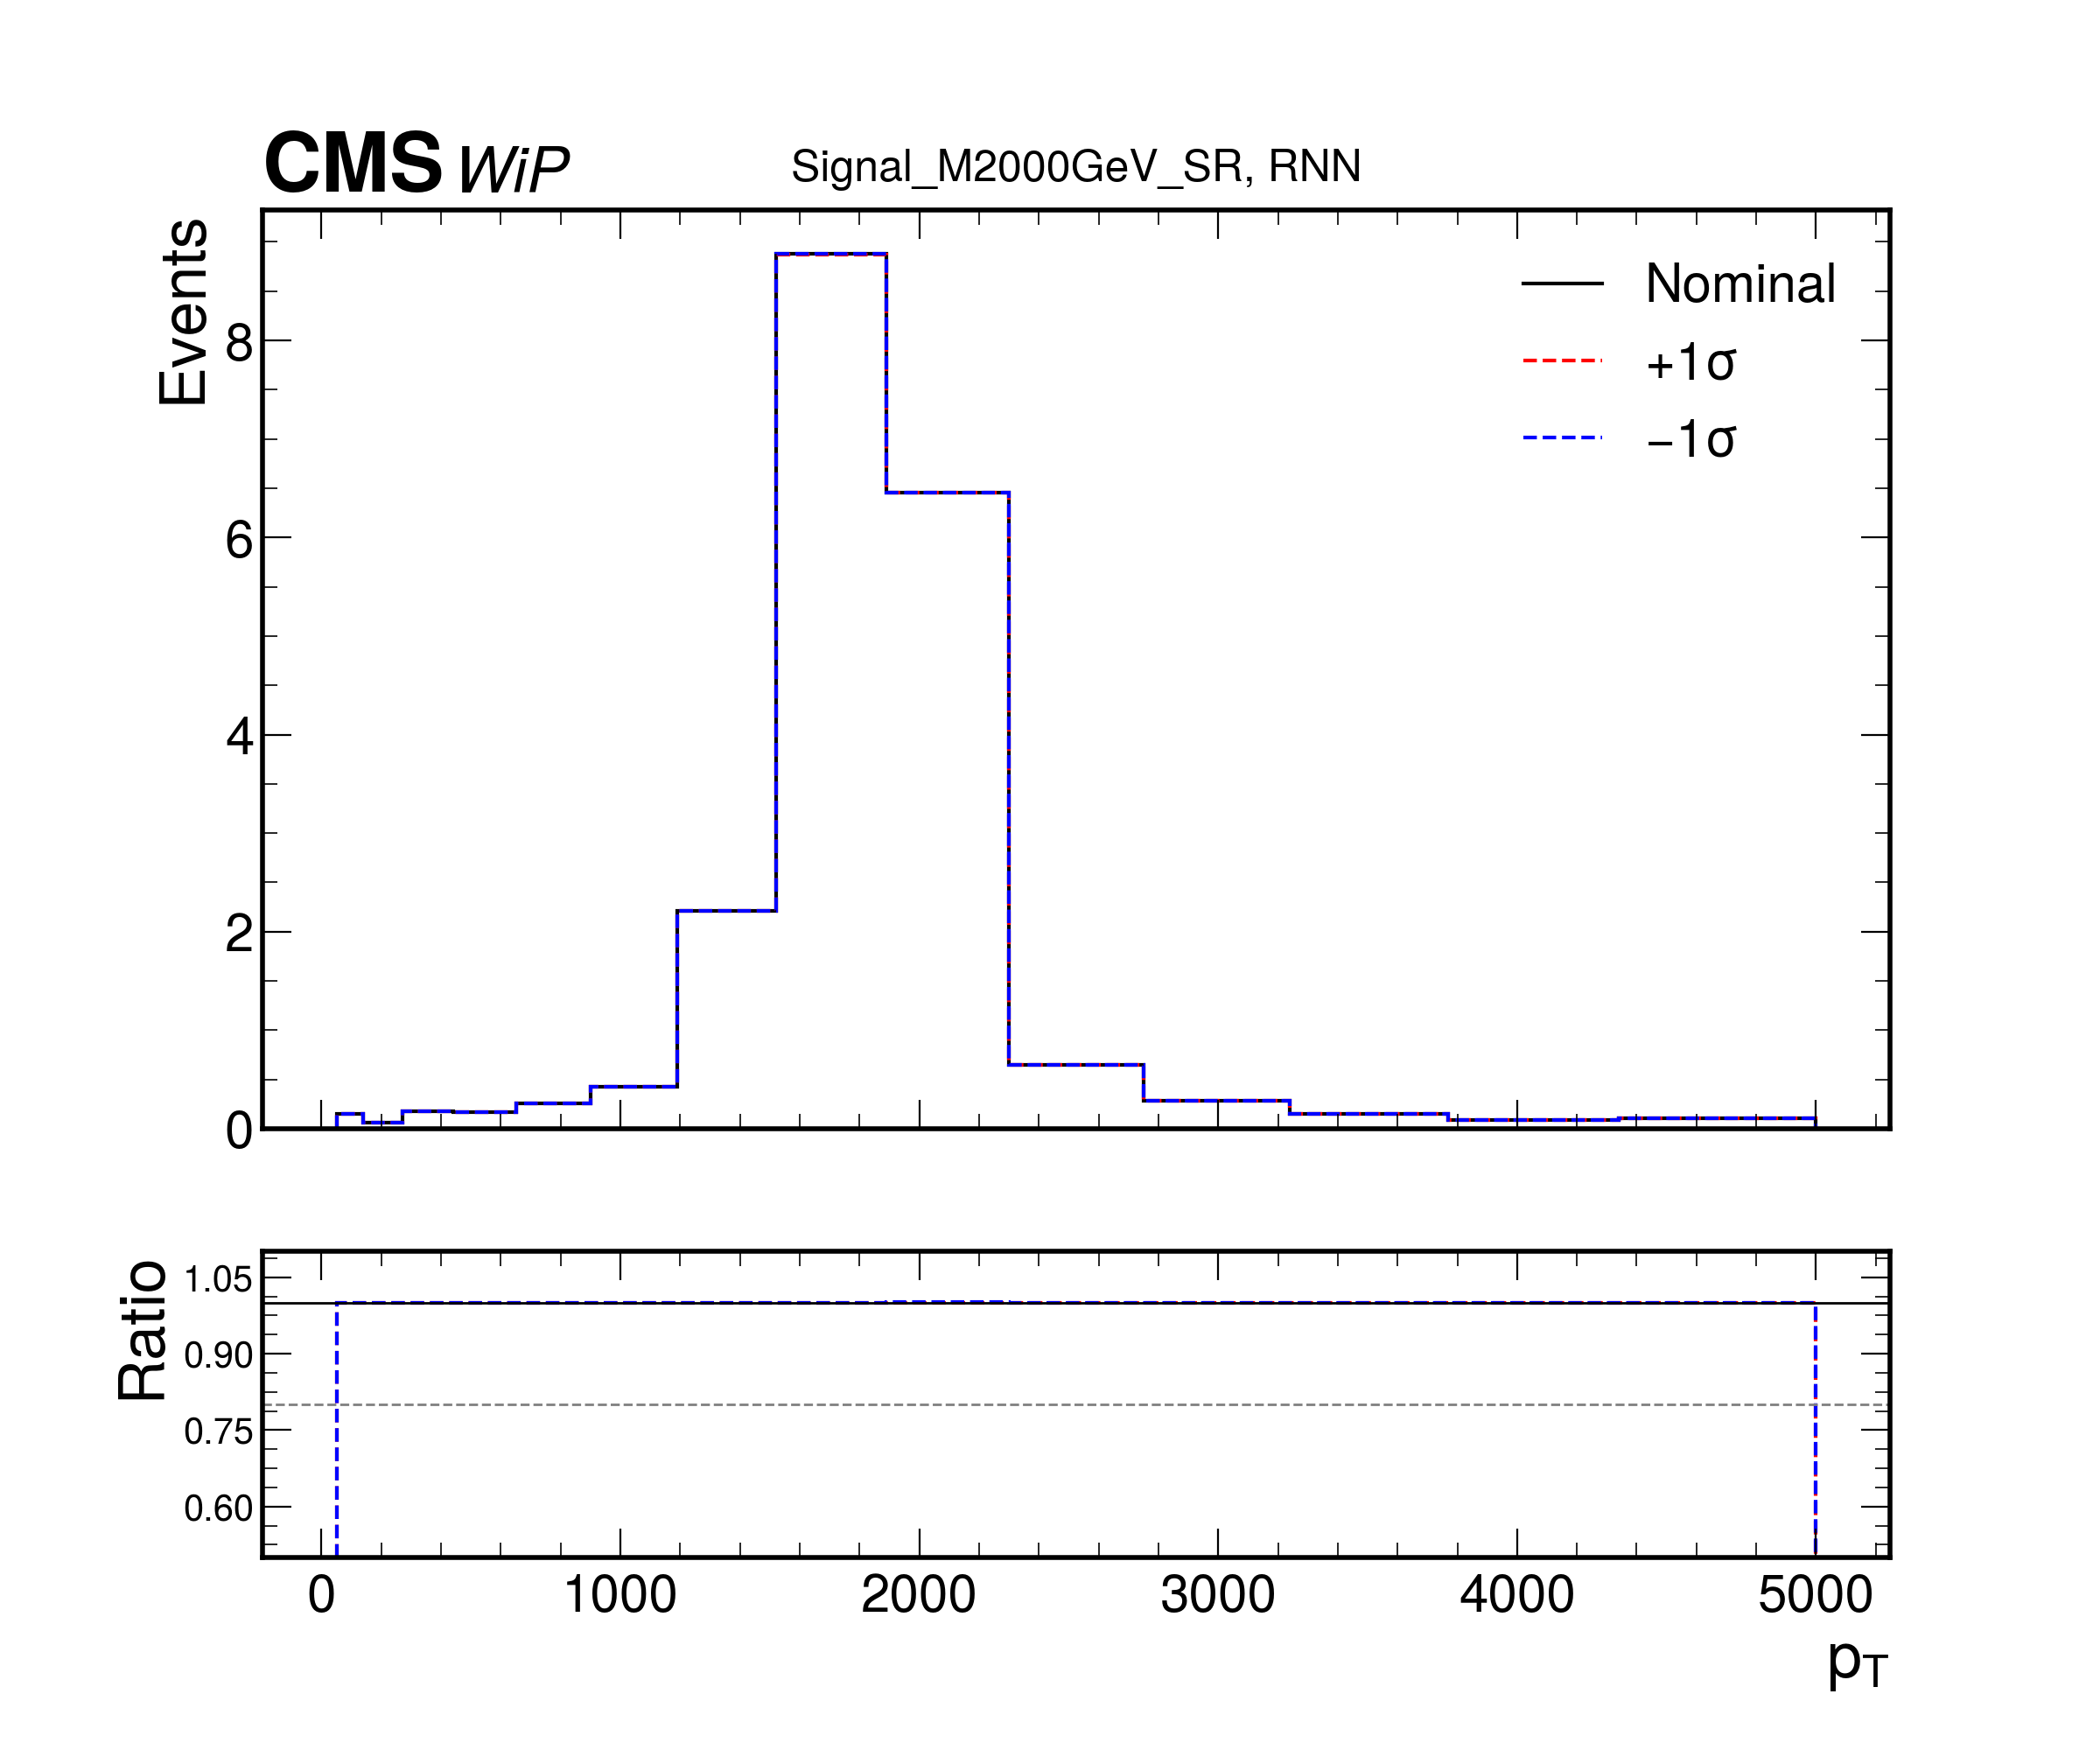 CMS WiP
Signal_M2000GeV_SR, RNN
Events
8
6
4
2
0
Nominal
+1σ
−1σ
Ratio
1.05
0.90
0.75
0.60
0 1000 2000 3000 4000 5000
pT